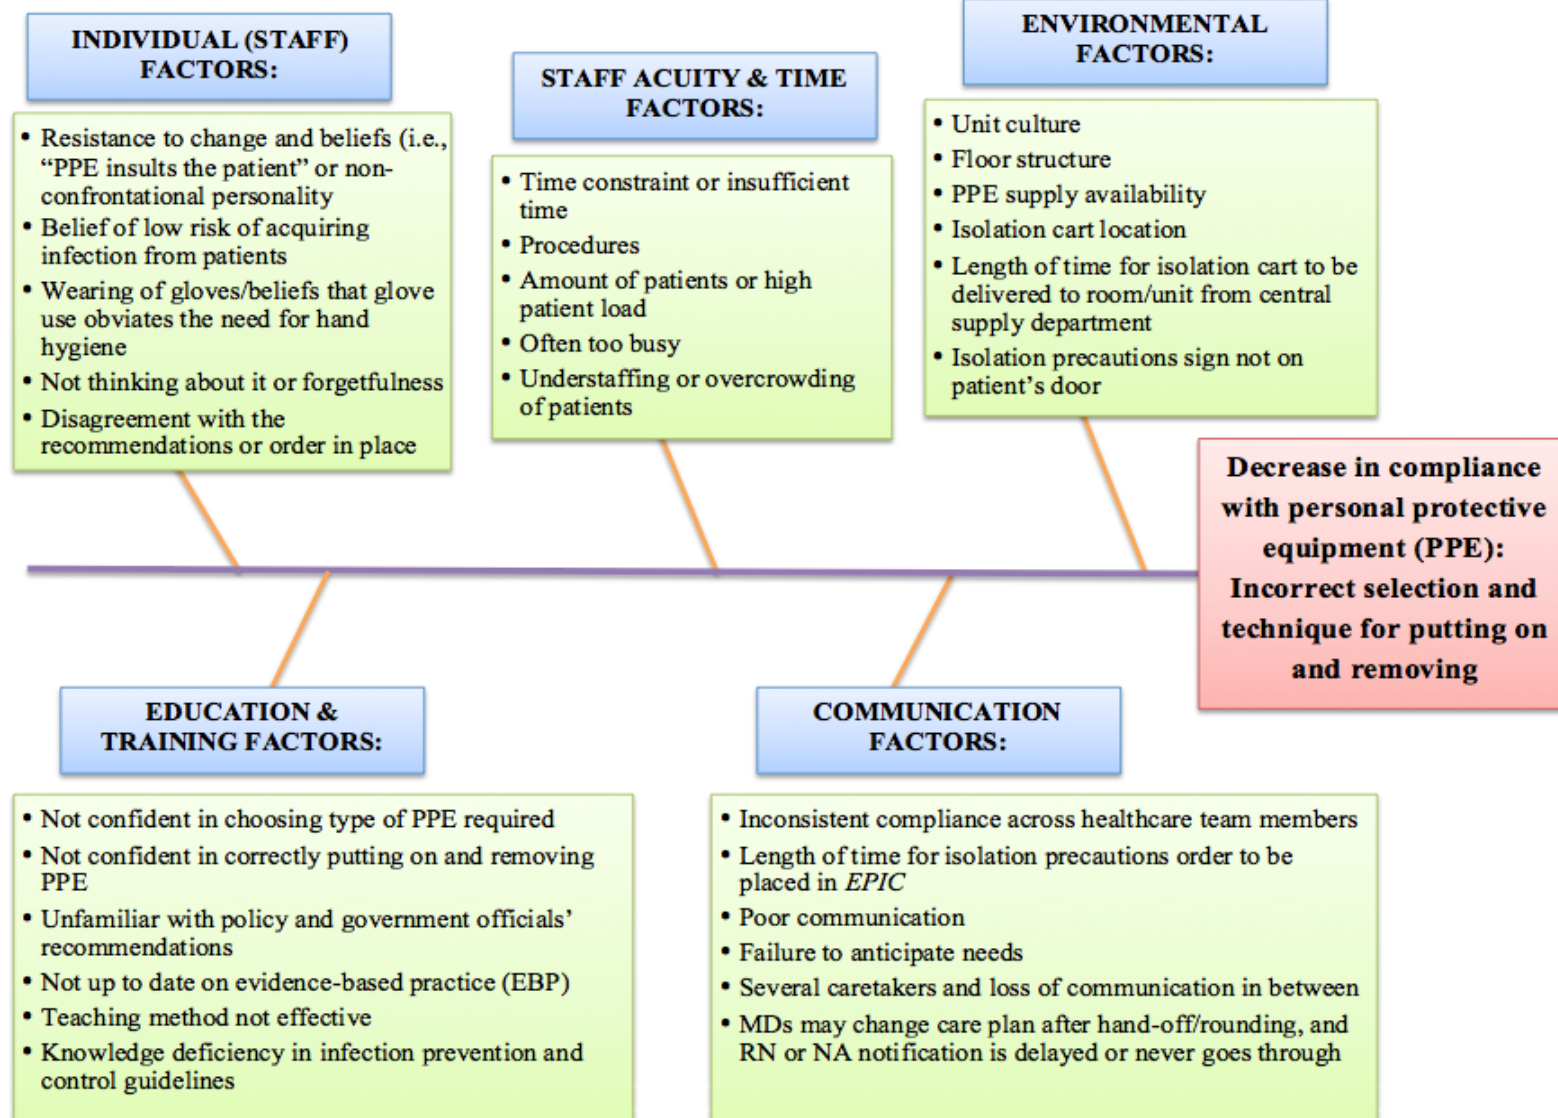 INDIVIDUAL (STAFF)
FACTORS:
• Resistance to change and beliefs (i.e.,
“PPE insults the patient” or non-
confrontational personality
• Belief of low risk of acquiring
infection from patients
• Wearing of gloves/beliefs that glove
use obviates the need for hand
hygiene
• Not thinking about it or forgetfulness
• Disagreement with the
recommendations or order in place
STAFF ACUITY & TIME
FACTORS:
• Time constraint or insufficient
time
• Procedures
• Amount of patients or high
patient load
• Often too busy
• Understaffing or overcrowding
of patients
ENVIRONMENTAL
FACTORS:
• Unit culture
• Floor structure
• PPE supply availability
• Isolation cart location
• Length of time for isolation cart to be
delivered to room/unit from central
supply department
• Isolation precautions sign not on
patient’s door
Decrease in compliance
with personal protective
equipment (PPE):
Incorrect selection and
technique for putting on
and removing
EDUCATION &
TRAINING FACTORS:
• Not confident in choosing type of PPE required
• Not confident in correctly putting on and removing
PPE
• Unfamiliar with policy and government officials’
recommendations
• Not up to date on evidence-based practice (EBP)
• Teaching method not effective
• Knowledge deficiency in infection prevention and
control guidelines
COMMUNICATION
FACTORS:
• Inconsistent compliance across healthcare team members
• Length of time for isolation precautions order to be
placed in EPIC
• Poor communication
• Failure to anticipate needs
• Several caretakers and loss of communication in between
• MDs may change care plan after hand-off/rounding, and
RN or NA notification is delayed or never goes through